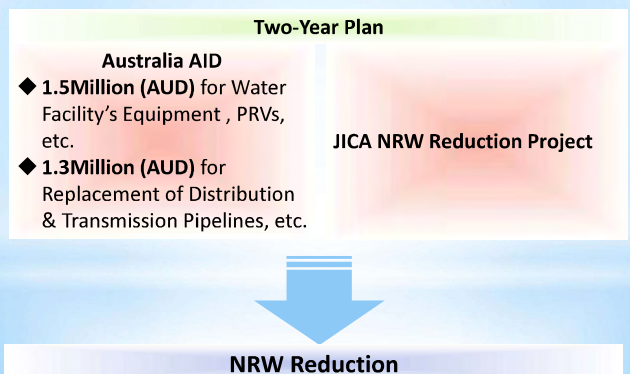 Two-Year Plan
Australia AID
◆ 1.5Million (AUD) for Water
Facility's Equipment , PRVs,
etc.
◆ 1.3Million (AUD) for
Replacement of Distribution
& Transmission Pipelines, etc.
JICA NRW Reduction Project
NRW Reduction